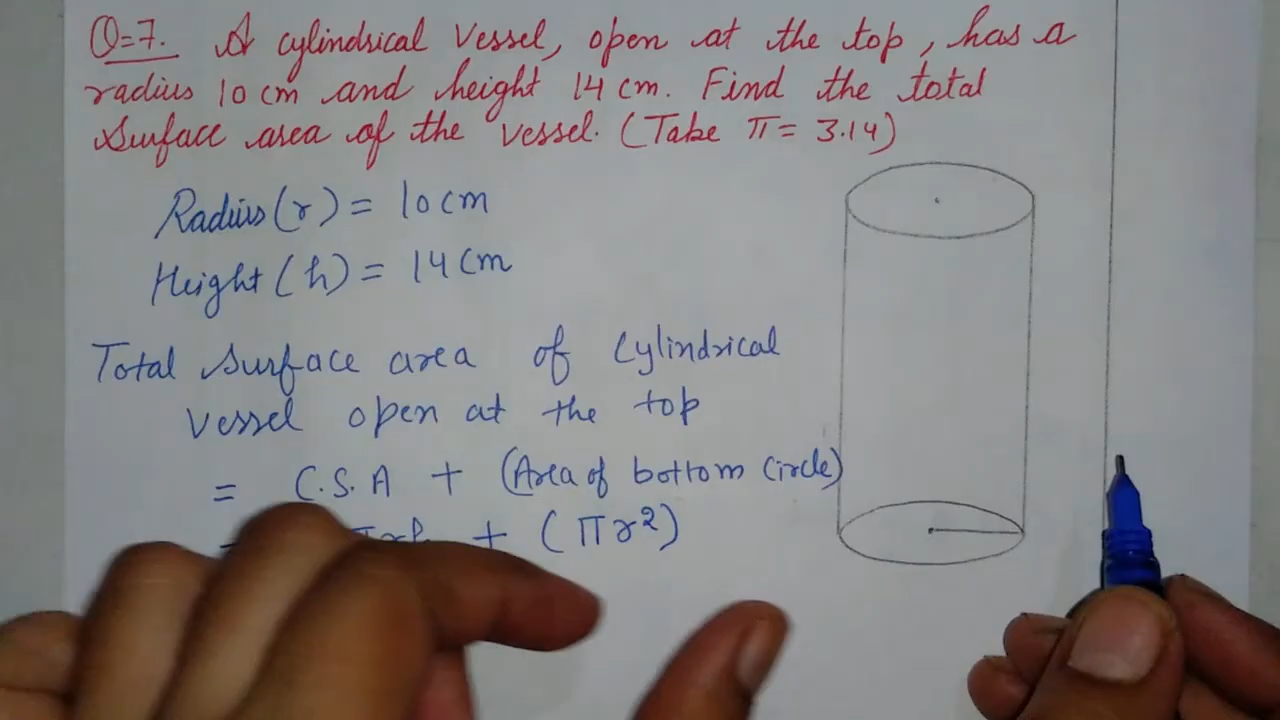 Q=7. A cylindrical vessel, open at the top, has a
radius 10 cm and height 14 cm. Find the total
Surface area of the vessel. (Take π = 3.14)
Radius (r) = 10 cm
Height (h) = 14 cm
Total Surface area of Cylindrical
vessel open at the top
= C.S.A + (Area of bottom circle)
+ (πr²)